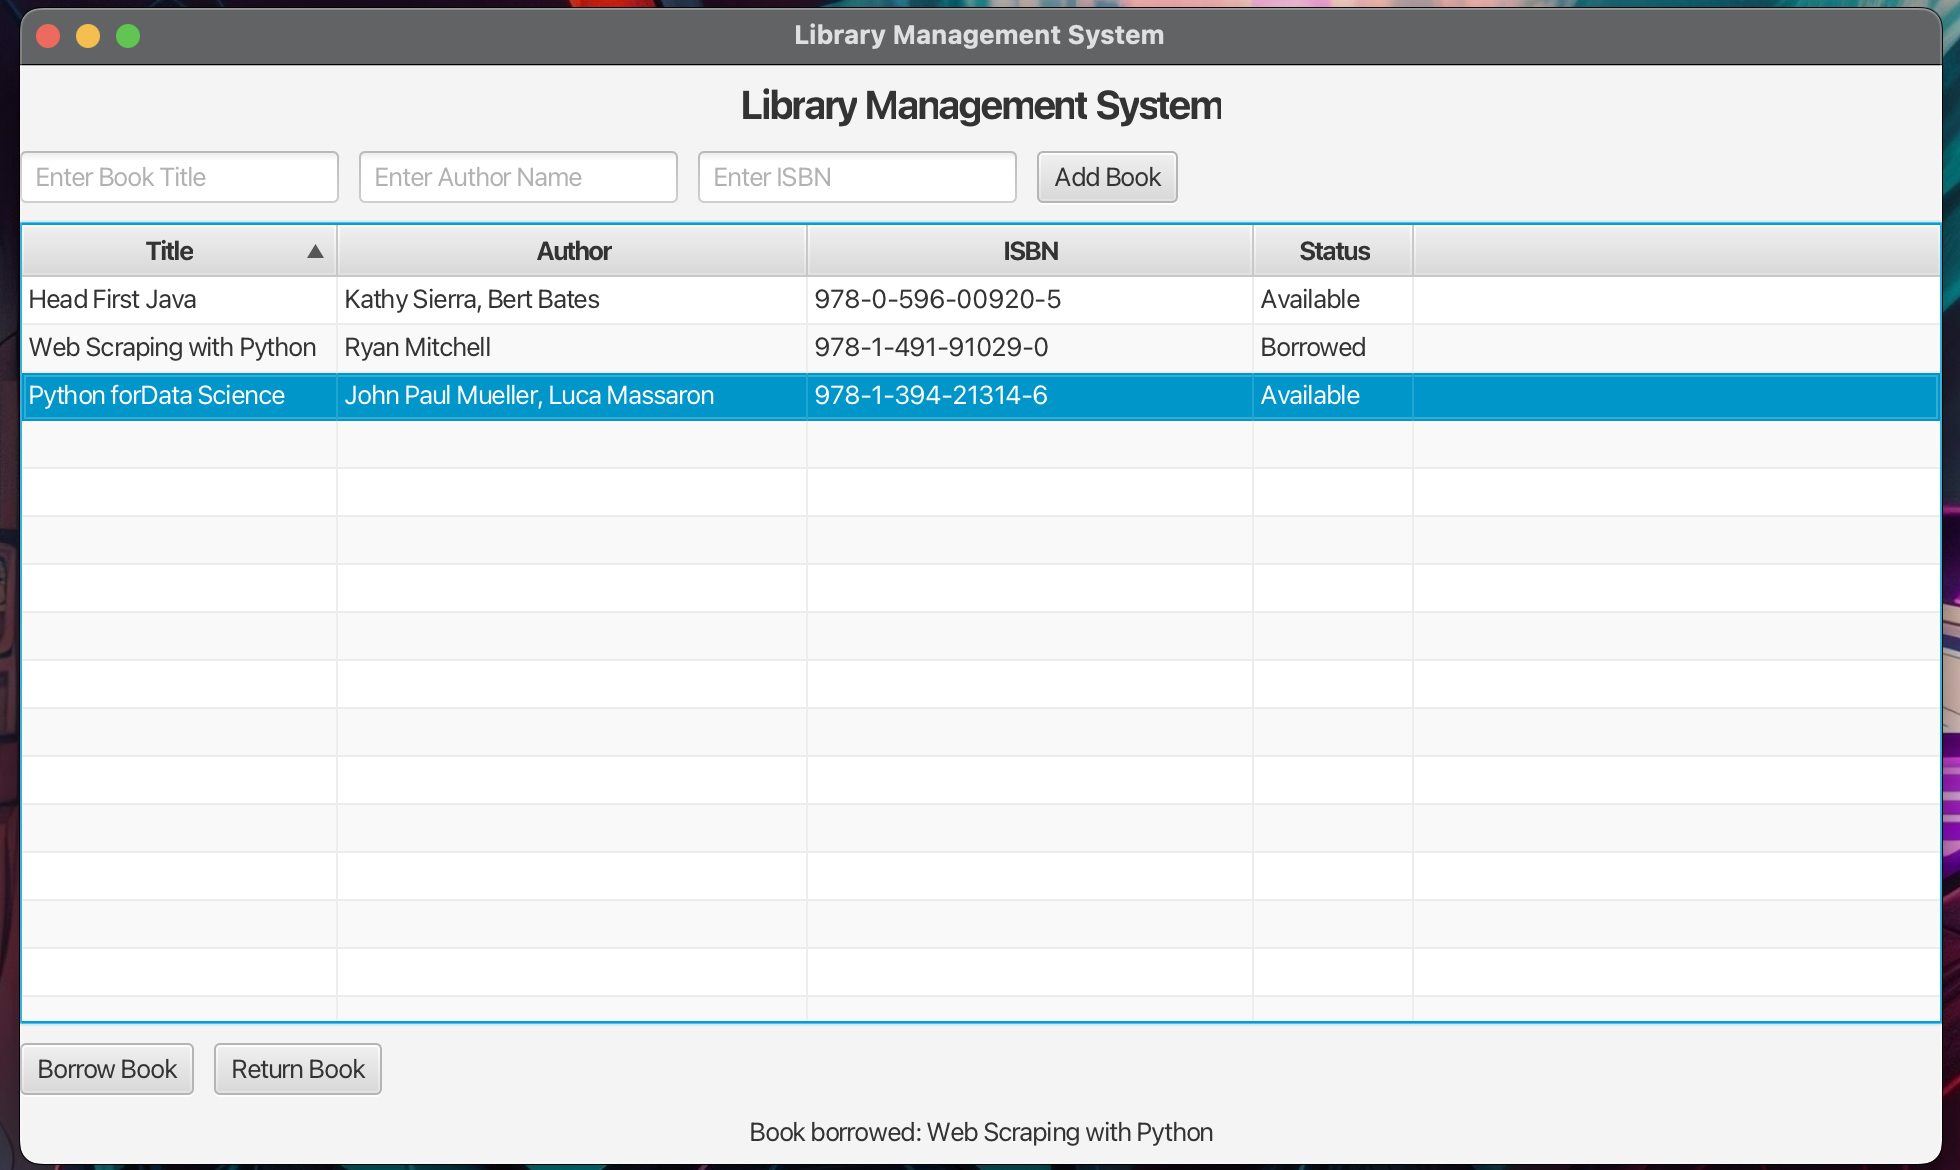 Library Management System
Library Management System
Enter Book Title Enter Author Name Enter ISBN Add Book
Title Author ISBN Status
Head First Java Kathy Sierra, Bert Bates 978-0-596-00920-5 Available
Web Scraping with Python Ryan Mitchell 978-1-491-91029-0 Borrowed
Python forData Science John Paul Mueller, Luca Massaron 978-1-394-21314-6 Available
Borrow Book Return Book
Book borrowed: Web Scraping with Python